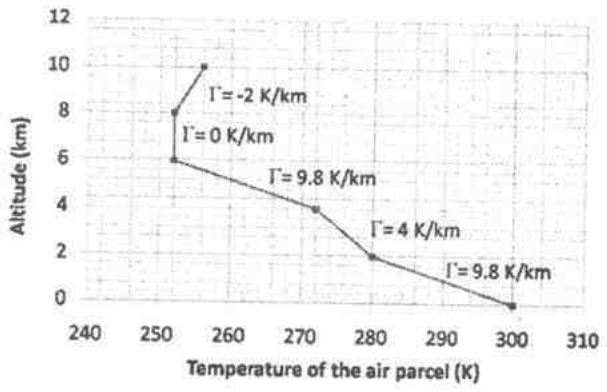 12
10
8
6
4
2
0
Altitude (km)
Γ= -2 K/km
Γ= 0 K/km
Γ= 9.8 K/km
Γ= 4 K/km
Γ= 9.8 K/km
240 250 260 270 280 290 300 310
Temperature of the air parcel (K)